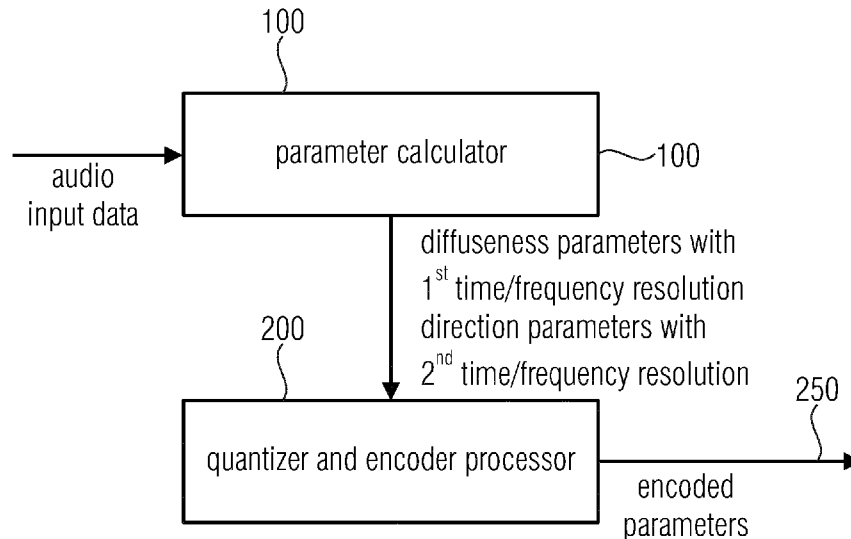 100
parameter calculator
100
audio
input data
diffuseness parameters with
1st time/frequency resolution
direction parameters with
2nd time/frequency resolution
200
250
quantizer and encoder processor
encoded
parameters